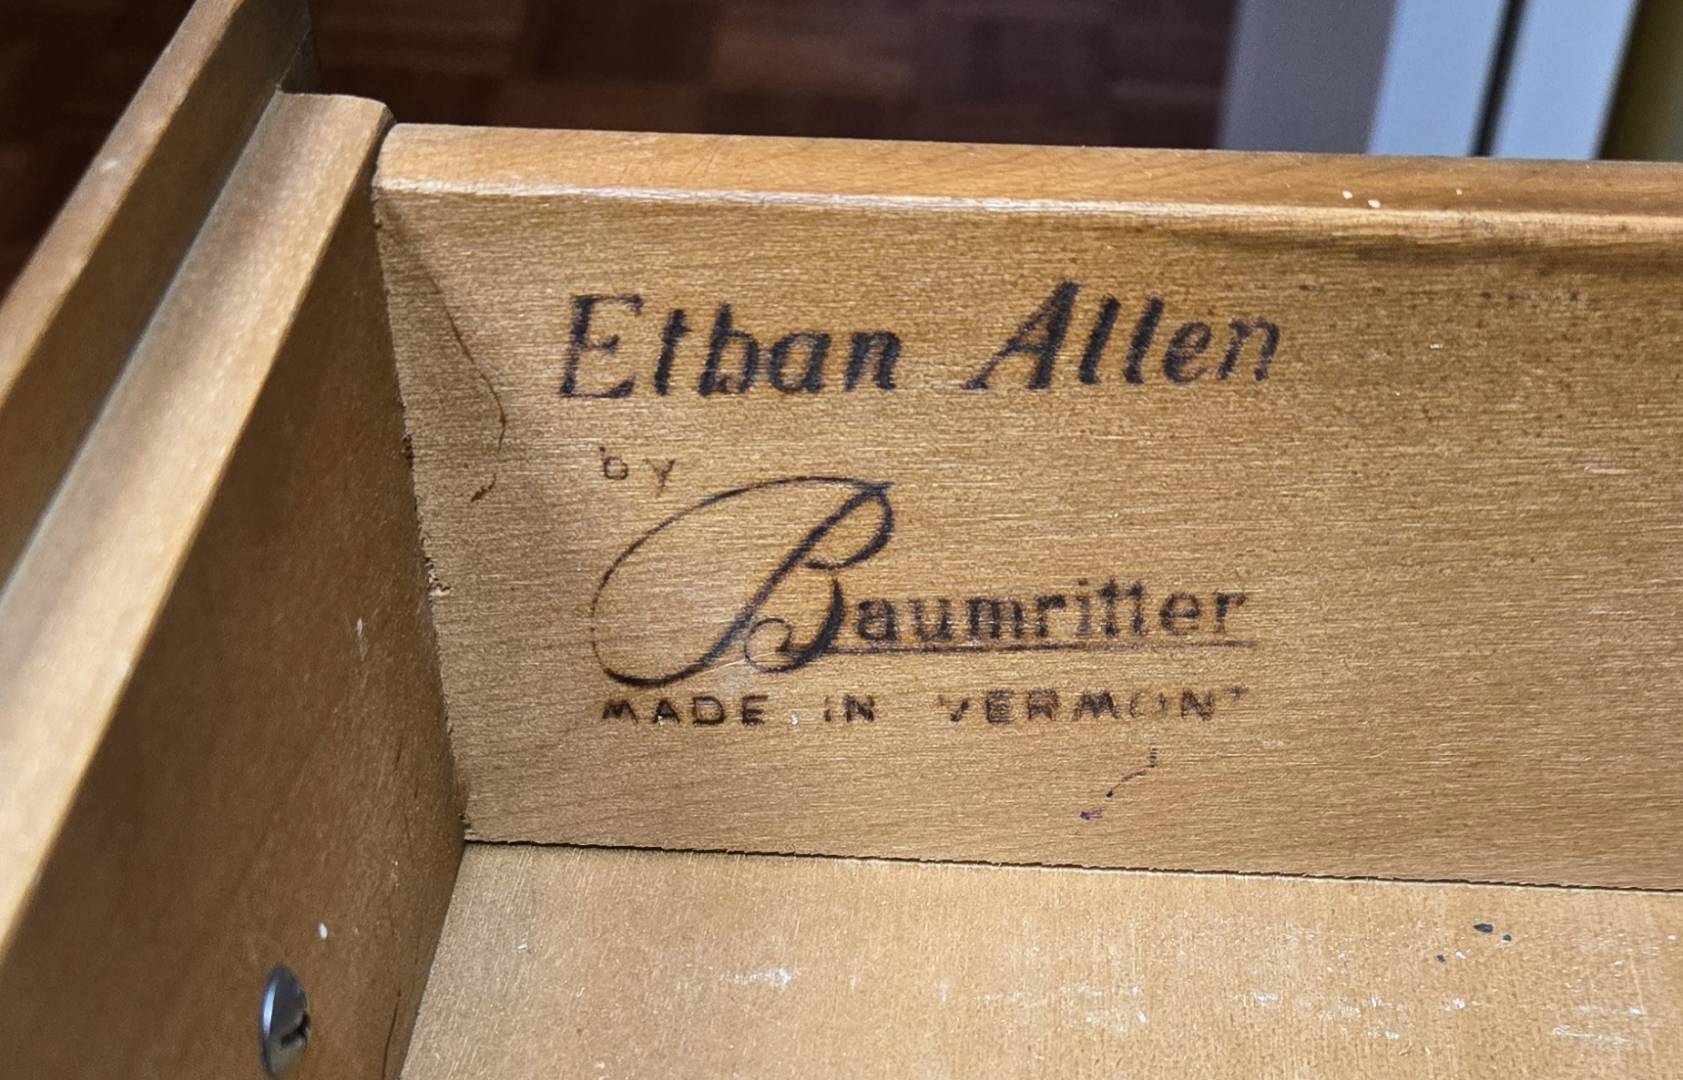 Ethan Allen
by
Baumritter
MADE IN VERMONT